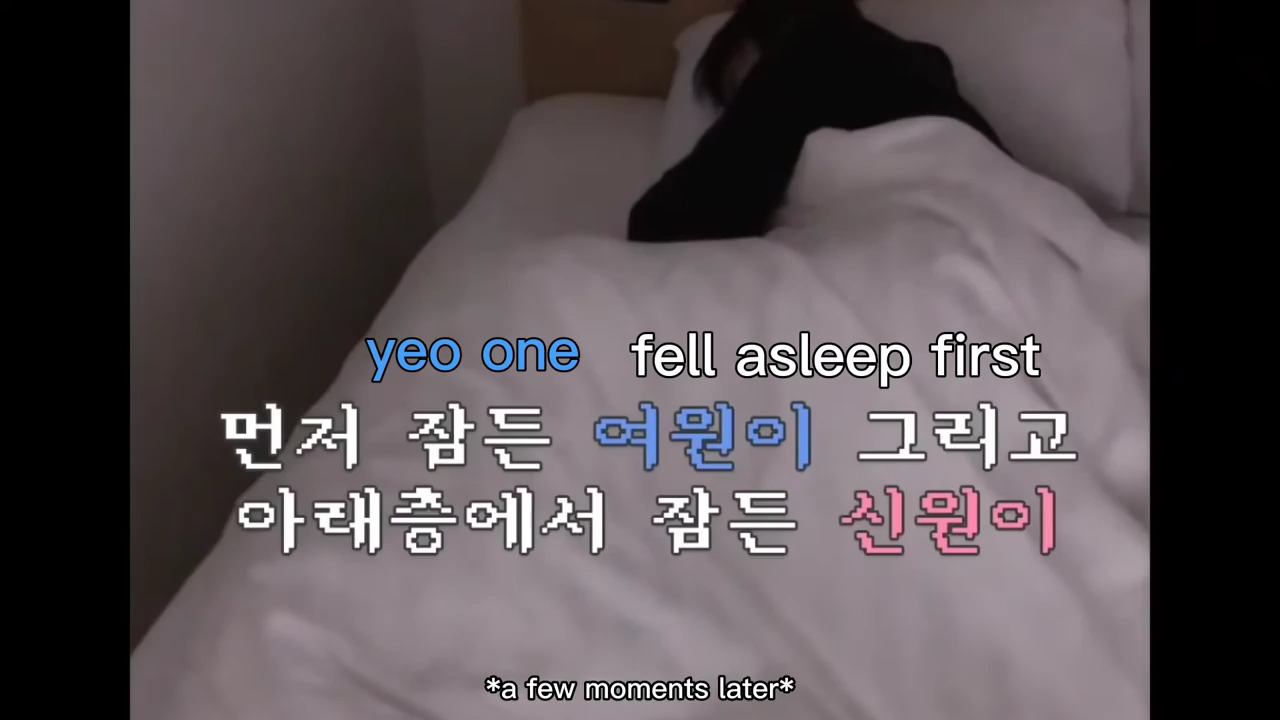 yeo one fell asleep first
먼저 잠든 여원이 그리고
아래층에서 잠든 신원이
*a few moments later*